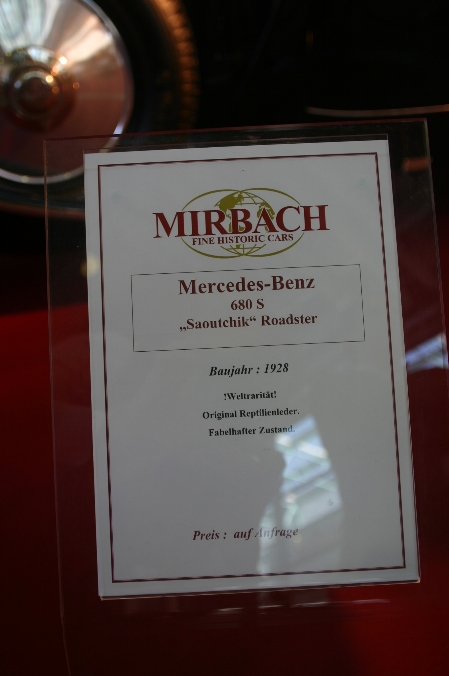 MIRBACH
FINE HISTORIC CARS
Mercedes-Benz
680 S
„Saoutchik“ Roadster
Baujahr : 1928
!Weltrarität!
Original Reptilienleder.
Fabelhafter Zustand.
Preis : auf Anfrage